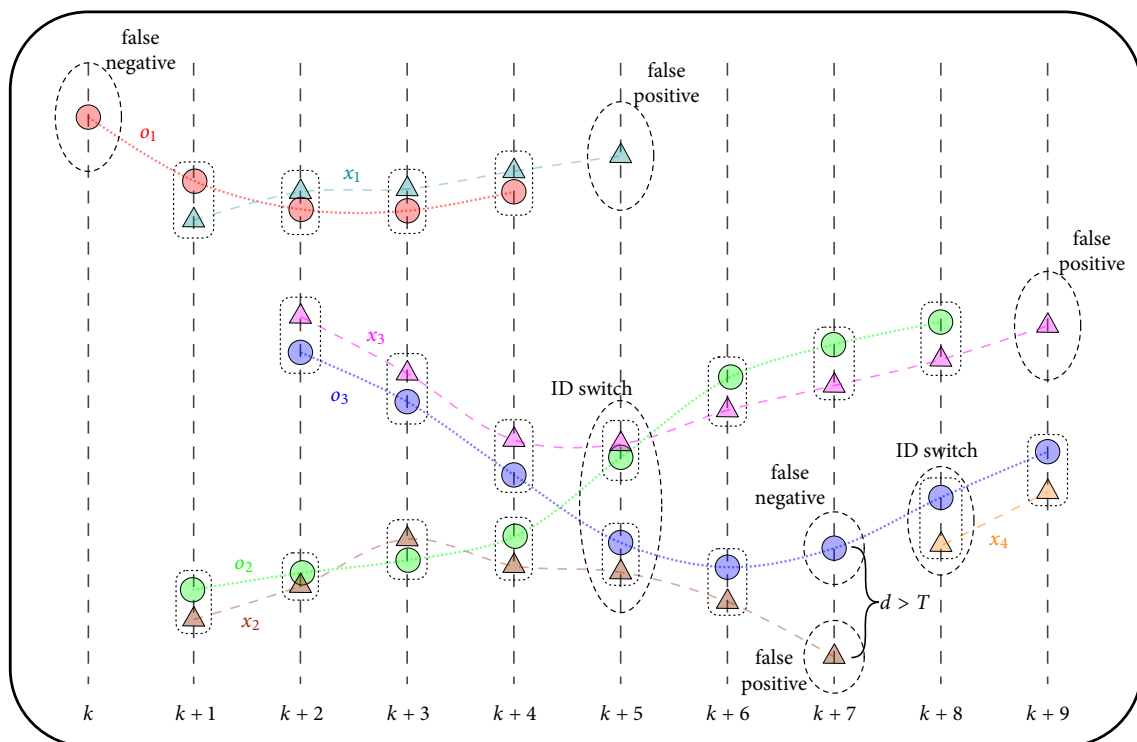 false
negative
false
positive
o₁
x₁
false
positive
x₃
o₃
ID switch
ID switch
false
negative
o₂
x₂
x₄
d > T
false
positive
k
k + 1
k + 2
k + 3
k + 4
k + 5
k + 6
k + 7
k + 8
k + 9